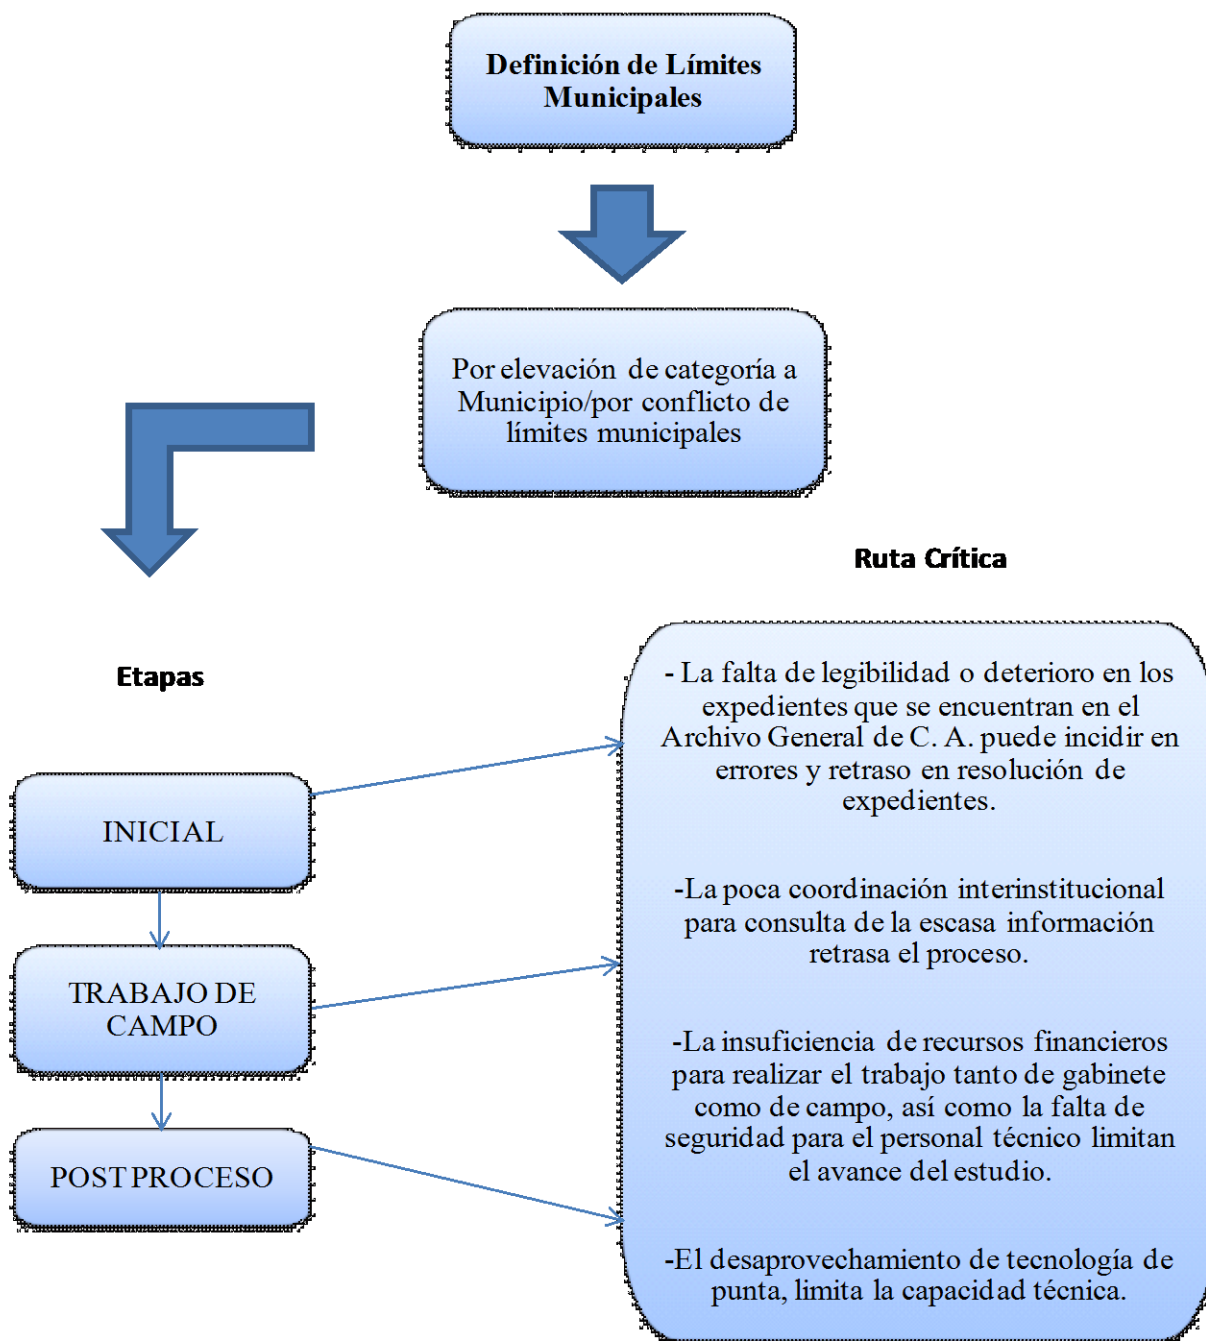 Definición de Límites
Municipales
Por elevación de categoría a
Municipio/por conflicto de
límites municipales
Etapas
INICIAL
TRABAJO DE
CAMPO
POST PROCESO
Ruta Crítica
- La falta de legibilidad o deterioro en los
expedientes que se encuentran en el
Archivo General de C. A. puede incidir en
errores y retraso en resolución de
expedientes.
-La poca coordinación interinstitucional
para consulta de la escasa información
retrasa el proceso.
-La insuficiencia de recursos financieros
para realizar el trabajo tanto de gabinete
como de campo, así como la falta de
seguridad para el personal técnico limitan
el avance del estudio.
-El desaprovechamiento de tecnología de
punta, limita la capacidad técnica.